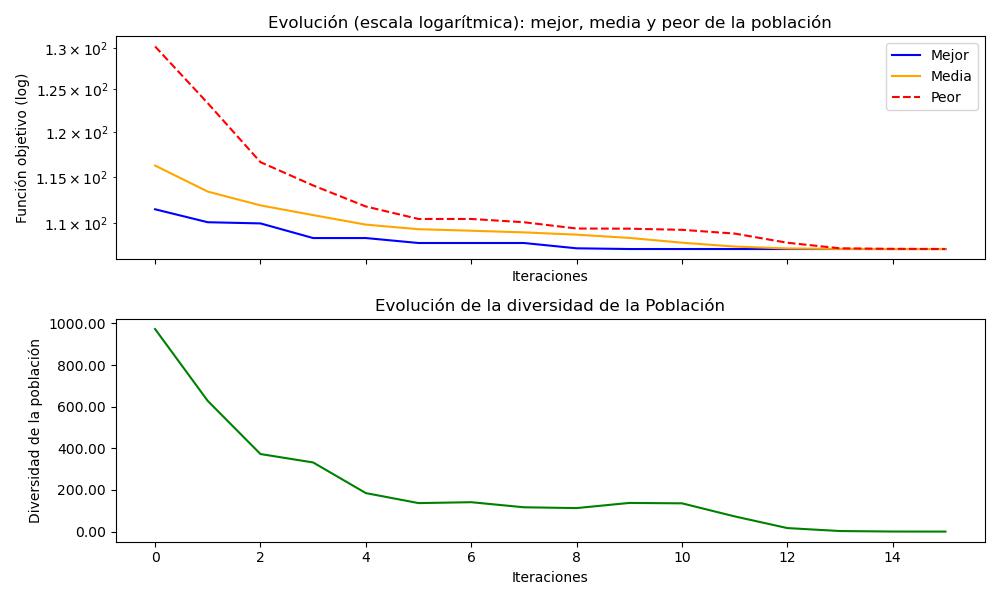 Evolución (escala logarítmica): mejor, media y peor de la población
Función objetivo (log)
1.3 × 10²
1.25 × 10²
1.2 × 10²
1.15 × 10²
1.1 × 10²
Mejor
Media
Peor
Iteraciones
Evolución de la diversidad de la Población
Diversidad de la población
1000.00
800.00
600.00
400.00
200.00
0.00
0 2 4 6 8 10 12 14
Iteraciones